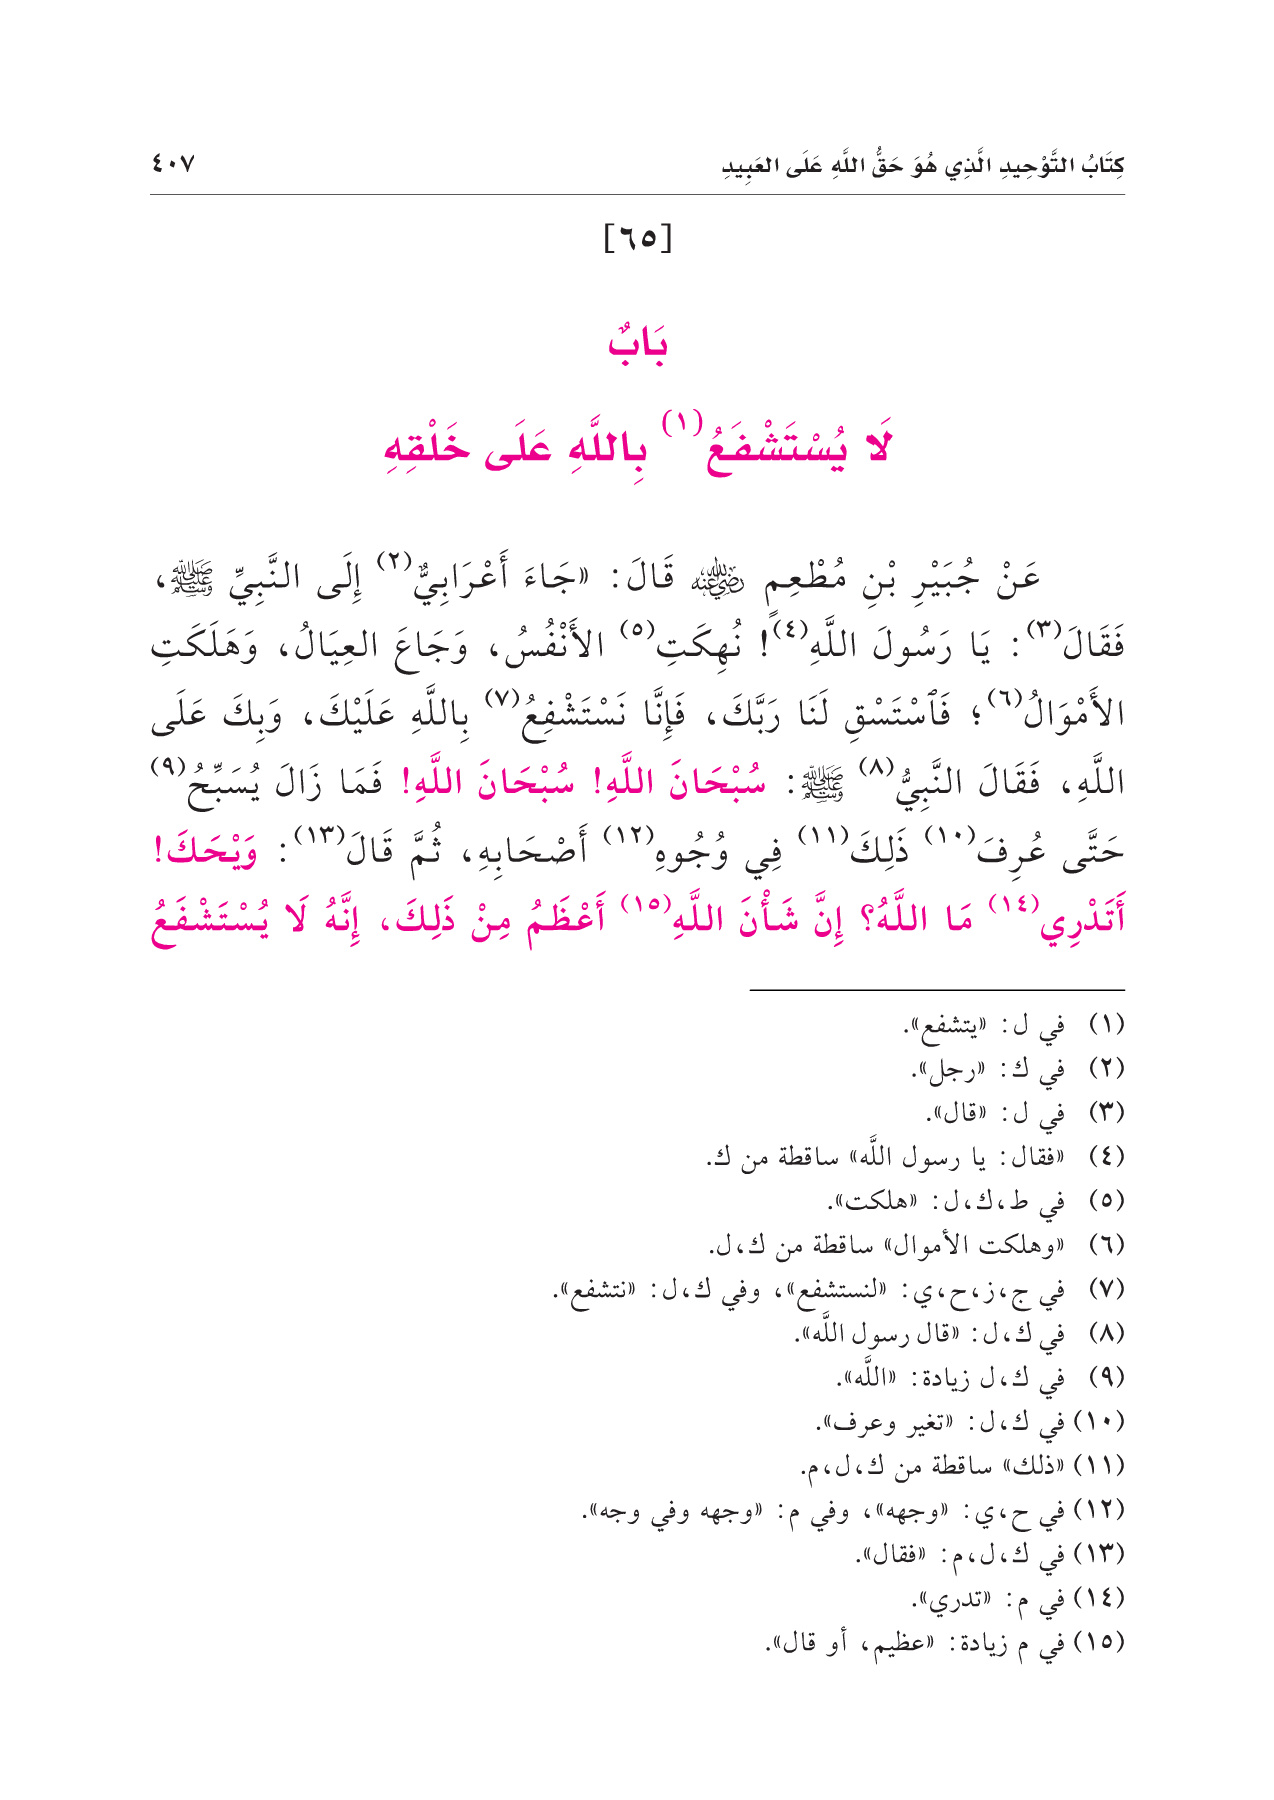 كِتَابُ التَّوْحِيدِ الَّذِي هُوَ حَقُّ اللَّهِ عَلَى العَبِيدِ ٤٠٧
[٦٥]
بَابٌ
لَا يُسْتَشْفَعُ(١) بِاللَّهِ عَلَى خَلْقِهِ
عَنْ جُبَيْرِ بْنِ مُطْعِمٍ رضي الله عنه قَالَ: «جَاءَ أَعْرَابِيٌّ(٢) إِلَى النَّبِيِّ ﷺ،
فَقَالَ(٣): يَا رَسُولَ اللَّهِ(٤)! نُهِكَتِ(٥) الأَنْفُسُ، وَجَاعَ العِيَالُ، وَهَلَكَتِ
الأَمْوَالُ(٦)؛ فَٱسْتَسْقِ لَنَا رَبَّكَ، فَإِنَّا نَسْتَشْفِعُ(٧) بِاللَّهِ عَلَيْكَ، وَبِكَ عَلَى
اللَّهِ، فَقَالَ النَّبِيُّ(٨) ﷺ: سُبْحَانَ اللَّهِ! سُبْحَانَ اللَّهِ! فَمَا زَالَ يُسَبِّحُ(٩)
حَتَّى عُرِفَ(١٠) ذَلِكَ(١١) فِي وُجُوهِ(١٢) أَصْحَابِهِ، ثُمَّ قَالَ(١٣): وَيْحَكَ!
أَتَدْرِي(١٤) مَا اللَّهُ؟ إِنَّ شَأْنَ اللَّهِ(١٥) أَعْظَمُ مِنْ ذَلِكَ، إِنَّهُ لَا يُسْتَشْفَعُ
(١) في ل: «يتشفع».
(٢) في ك: «رجل».
(٣) في ل: «قال».
(٤) «فقال: يا رسول اللَّه» ساقطة من ك.
(٥) في ط،ك،ل: «هلكت».
(٦) «وهلكت الأموال» ساقطة من ك،ل.
(٧) في ج،ز،ح،ي: «لنستشفع»، وفي ك،ل: «نتشفع».
(٨) في ك،ل: «قال رسول اللَّه».
(٩) في ك،ل زيادة: «اللَّه».
(١٠) في ك،ل: «تغير وعرف».
(١١) «ذلك» ساقطة من ك،ل،م.
(١٢) في ح،ي: «وجهه»، وفي م: «وجهه وفي وجه».
(١٣) في ك،ل،م: «فقال».
(١٤) في م: «تدري».
(١٥) في م زيادة: «عظيم، أو قال».